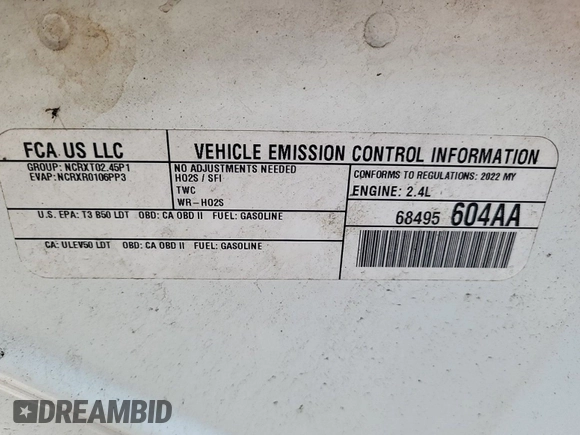 FCA US LLC
VEHICLE EMISSION CONTROL INFORMATION
GROUP: NCRXT02.45P1
EVAP: NCRXR0106PP3
NO ADJUSTMENTS NEEDED
HO2S / SFI
TWC
WR-HO2S
CONFORMS TO REGULATIONS: 2022 MY
ENGINE: 2.4L
U.S. EPA: T3 B50 LDT OBD: CA OBD II FUEL: GASOLINE
68495 604AA
CA: ULEV50 LDT OBD: CA OBD II FUEL: GASOLINE
DREAMBID